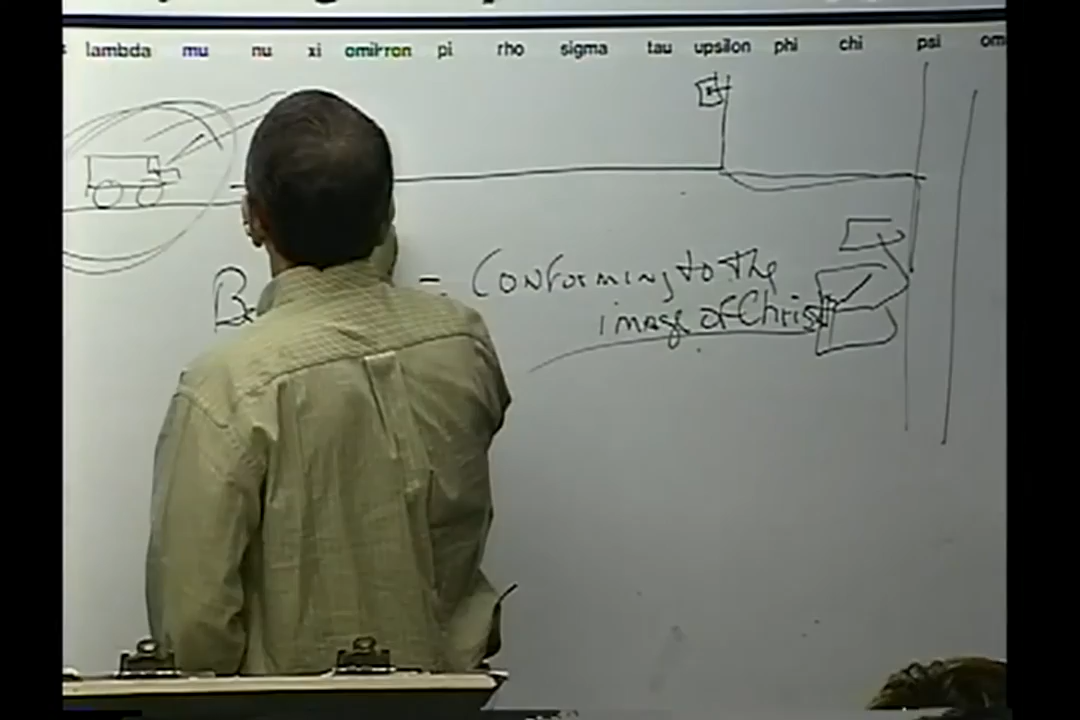 lambda mu nu xi omikron pi rho sigma tau upsilon phi chi psi om
= Conforming to the
image of Christ